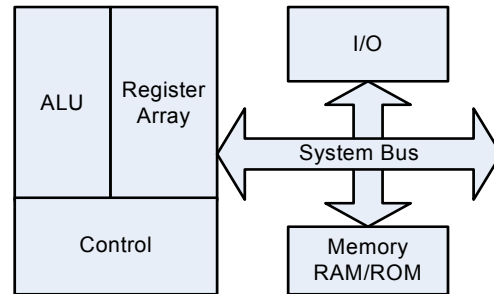 ALU
Register
Array
Control
I/O
System Bus
Memory
RAM/ROM